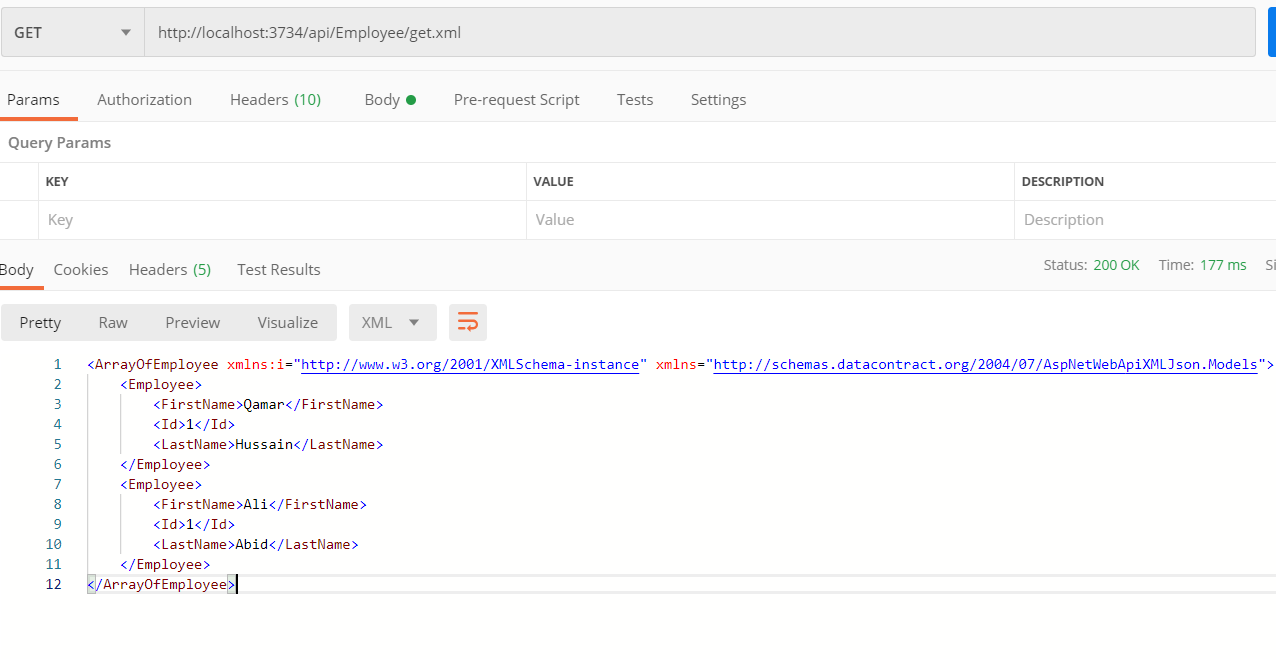 GET http://localhost:3734/api/Employee/get.xml
Params Authorization Headers (10) Body Pre-request Script Tests Settings
Query Params
KEY VALUE DESCRIPTION
Key Value Description
Body Cookies Headers (5) Test Results Status: 200 OK Time: 177 ms Si
Pretty Raw Preview Visualize XML
1 <ArrayOfEmployee xmlns:i="http://www.w3.org/2001/XMLSchema-instance" xmlns="http://schemas.datacontract.org/2004/07/AspNetWebApiXMLJson.Models">
2 <Employee>
3 <FirstName>Qamar</FirstName>
4 <Id>1</Id>
5 <LastName>Hussain</LastName>
6 </Employee>
7 <Employee>
8 <FirstName>Ali</FirstName>
9 <Id>1</Id>
10 <LastName>Abid</LastName>
11 </Employee>
12 </ArrayOfEmployee>